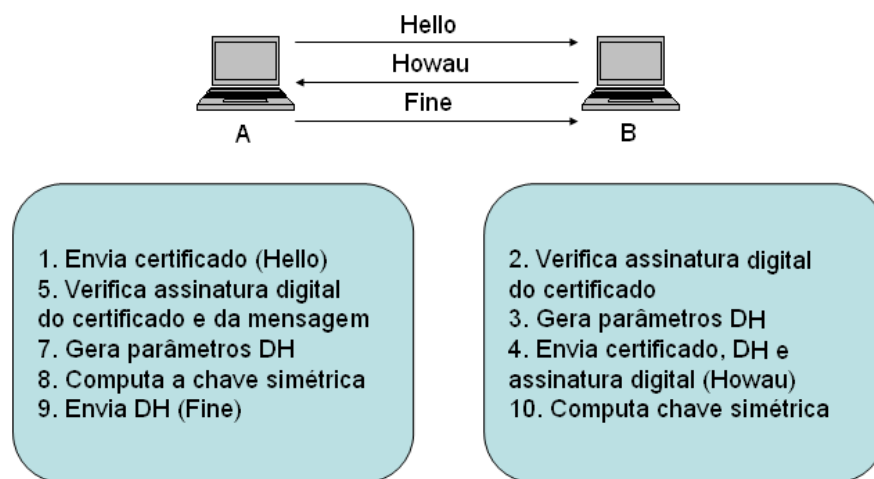 Hello
Howau
Fine
A
B
1. Envia certificado (Hello)
5. Verifica assinatura digital
do certificado e da mensagem
7. Gera parâmetros DH
8. Computa a chave simétrica
9. Envia DH (Fine)
2. Verifica assinatura digital
do certificado
3. Gera parâmetros DH
4. Envia certificado, DH e
assinatura digital (Howau)
10. Computa chave simétrica